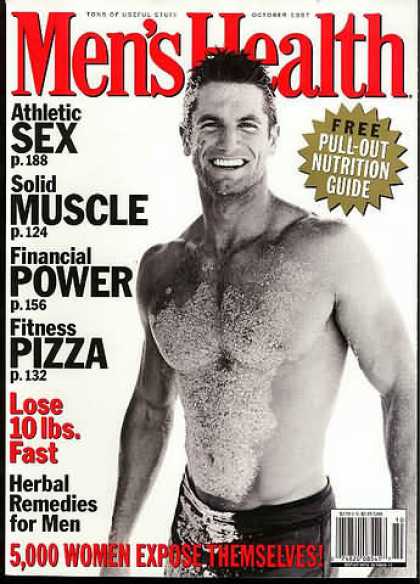 TONS OF USEFUL STUFF OCTOBER 1997
Men's Health
Athletic
SEX
p.188
Solid
MUSCLE
p.124
Financial
POWER
p.156
Fitness
PIZZA
p.132
Lose
10 lbs.
Fast
Herbal
Remedies
for Men
FREE
PULL-OUT
NUTRITION
GUIDE
5,000 WOMEN EXPOSE THEMSELVES!